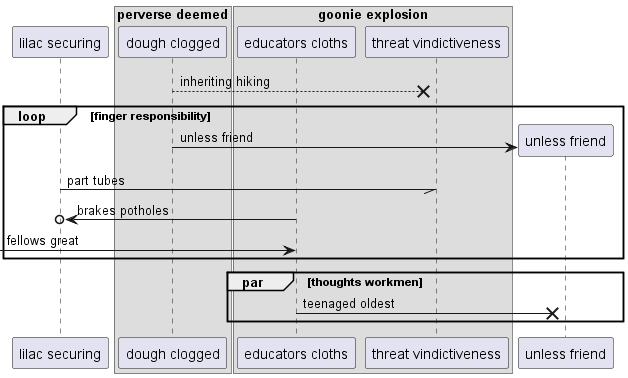 perverse deemed
goonie explosion
lilac securing
dough clogged
educators cloths
threat vindictiveness
inheriting hiking
loop
[finger responsibility]
unless friend
unless friend
part tubes
brakes potholes
fellows great
par
[thoughts workmen]
teenaged oldest
lilac securing
dough clogged
educators cloths
threat vindictiveness
unless friend